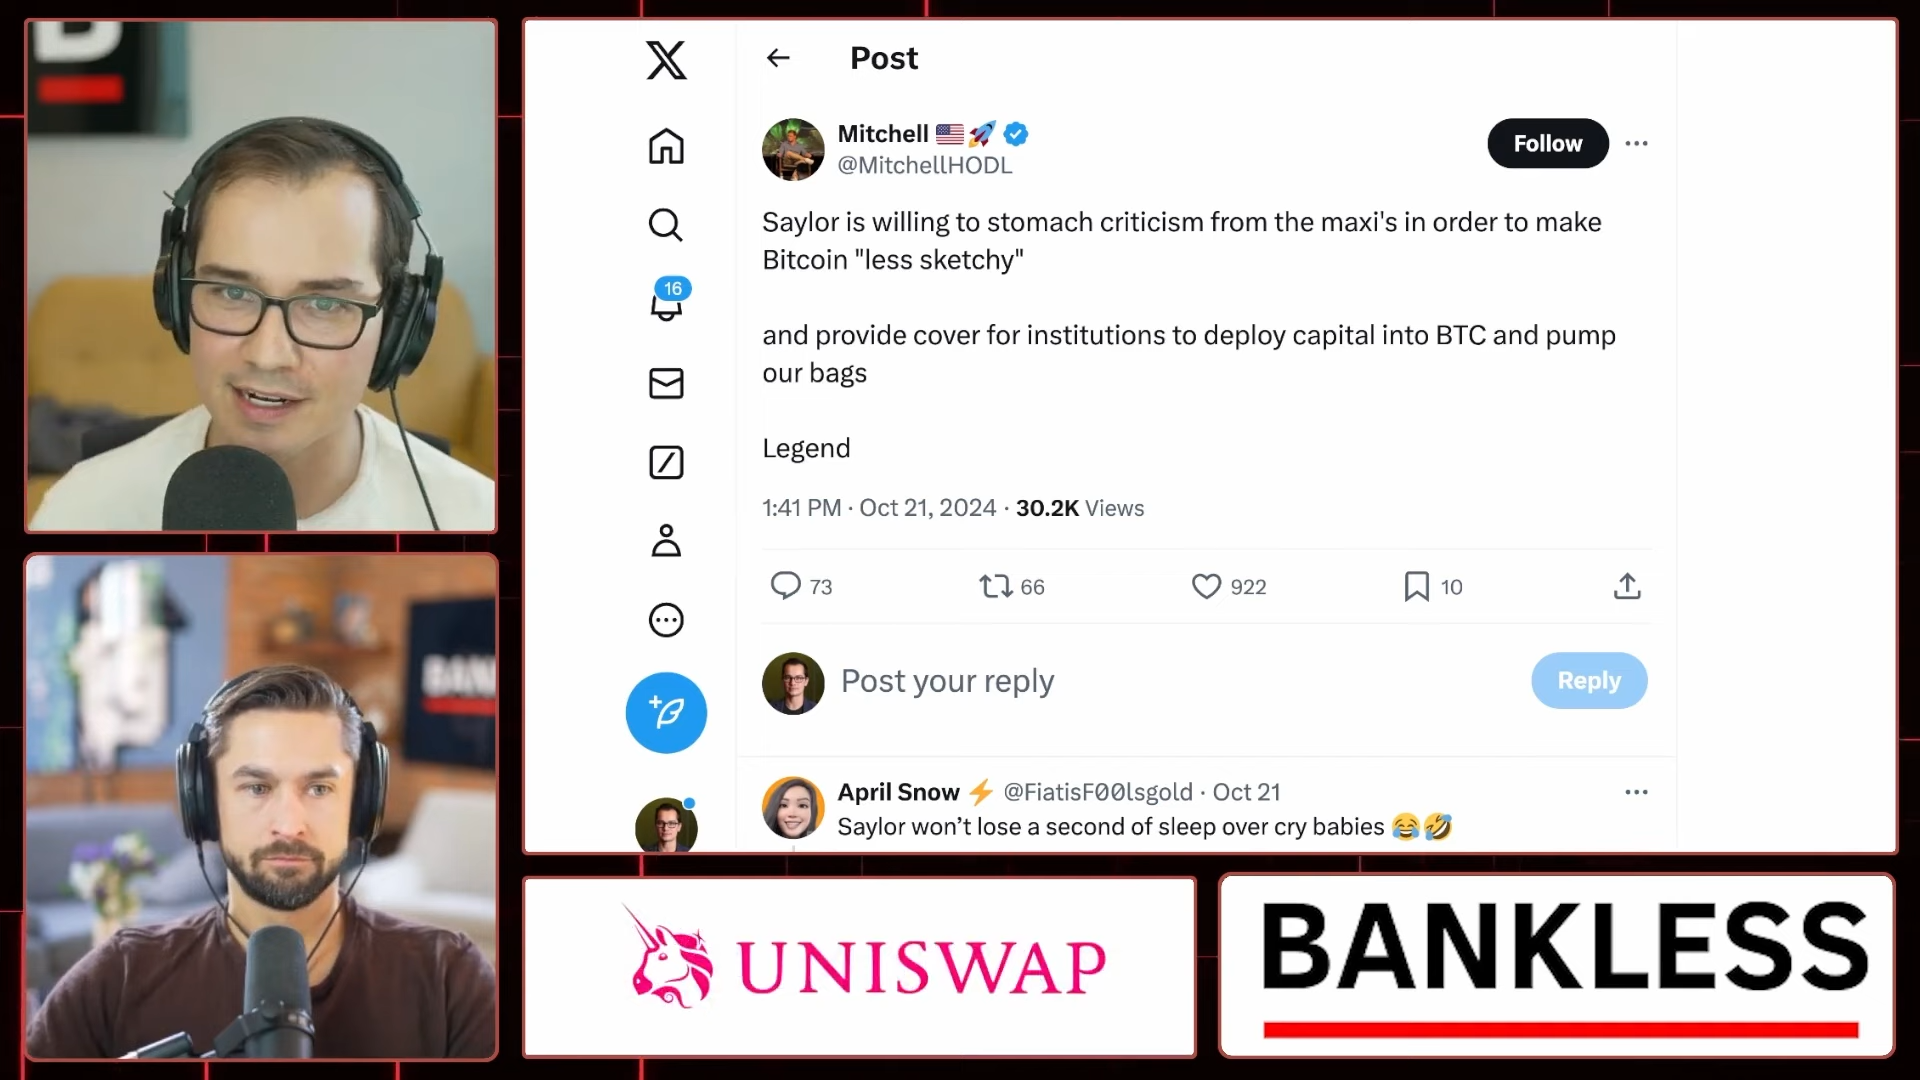 B
BANK
Post
Mitchell 🇺🇸🚀
@MitchellHODL
Follow
Saylor is willing to stomach criticism from the maxi's in order to make
Bitcoin "less sketchy"
and provide cover for institutions to deploy capital into BTC and pump
our bags
Legend
1:41 PM · Oct 21, 2024 · 30.2K Views
73 66 922 10
Post your reply
Reply
April Snow ⚡ @FiatisF00lsgold · Oct 21
Saylor won’t lose a second of sleep over cry babies 😂🤣
16
UNISWAP
BANKLESS